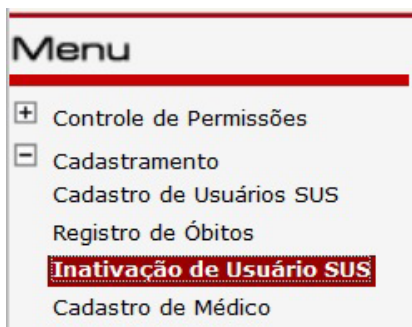 Menu
Controle de Permissões
Cadastramento
Cadastro de Usuários SUS
Registro de Óbitos
Inativação de Usuário SUS
Cadastro de Médico